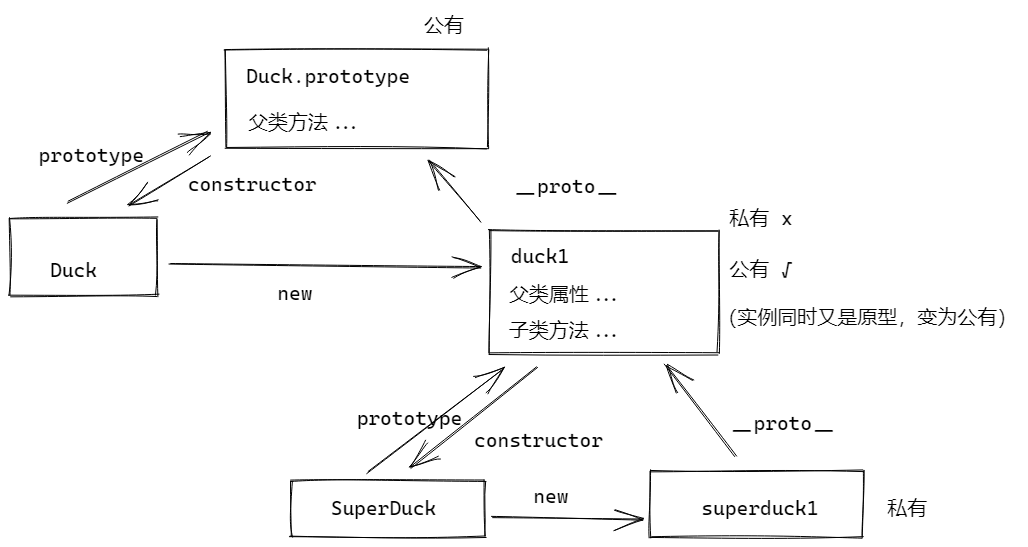 公有
Duck.prototype
父类方法 ...
prototype
constructor
__proto__
私有 x
Duck
duck1
公有 √
new
父类属性 ...
(实例同时又是原型，变为公有)
子类方法 ...
prototype
constructor
__proto__
SuperDuck
new
superduck1
私有